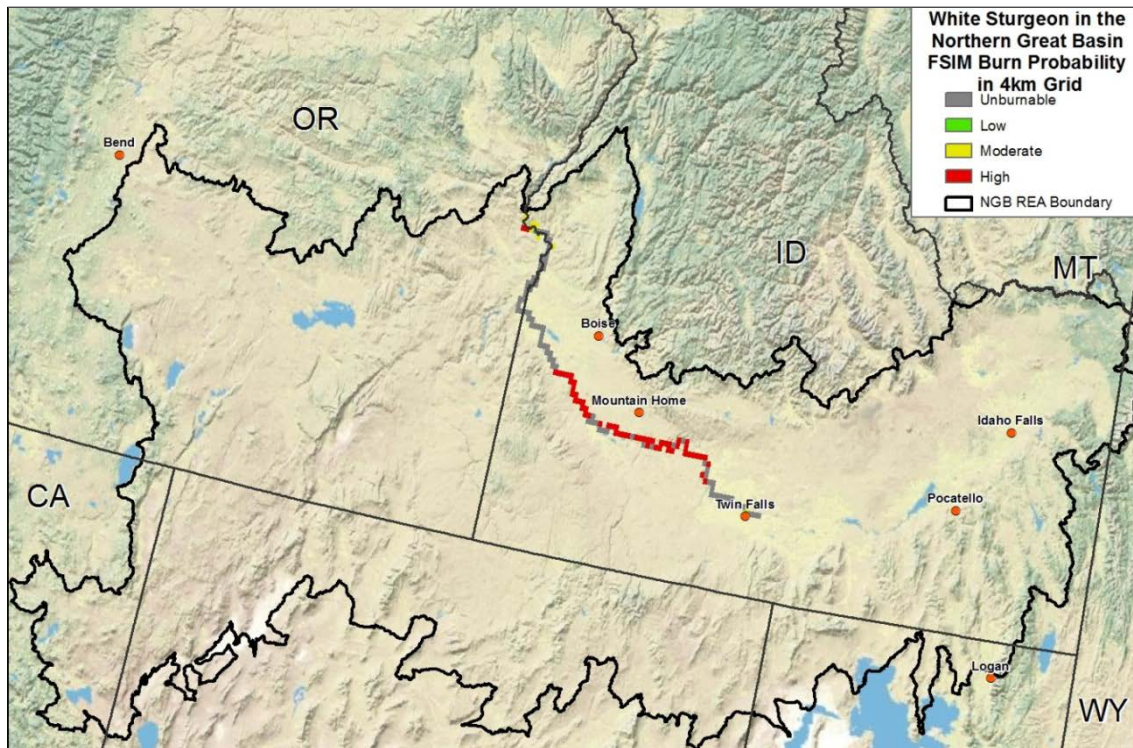 White Sturgeon in the
Northern Great Basin
FSIM Burn Probability
in 4km Grid
Unburnable
Low
Moderate
High
NGB REA Boundary
OR
Bend
ID
MT
Boise
Mountain Home
Idaho Falls
CA
Pocatello
Twin Falls
Logan
WY